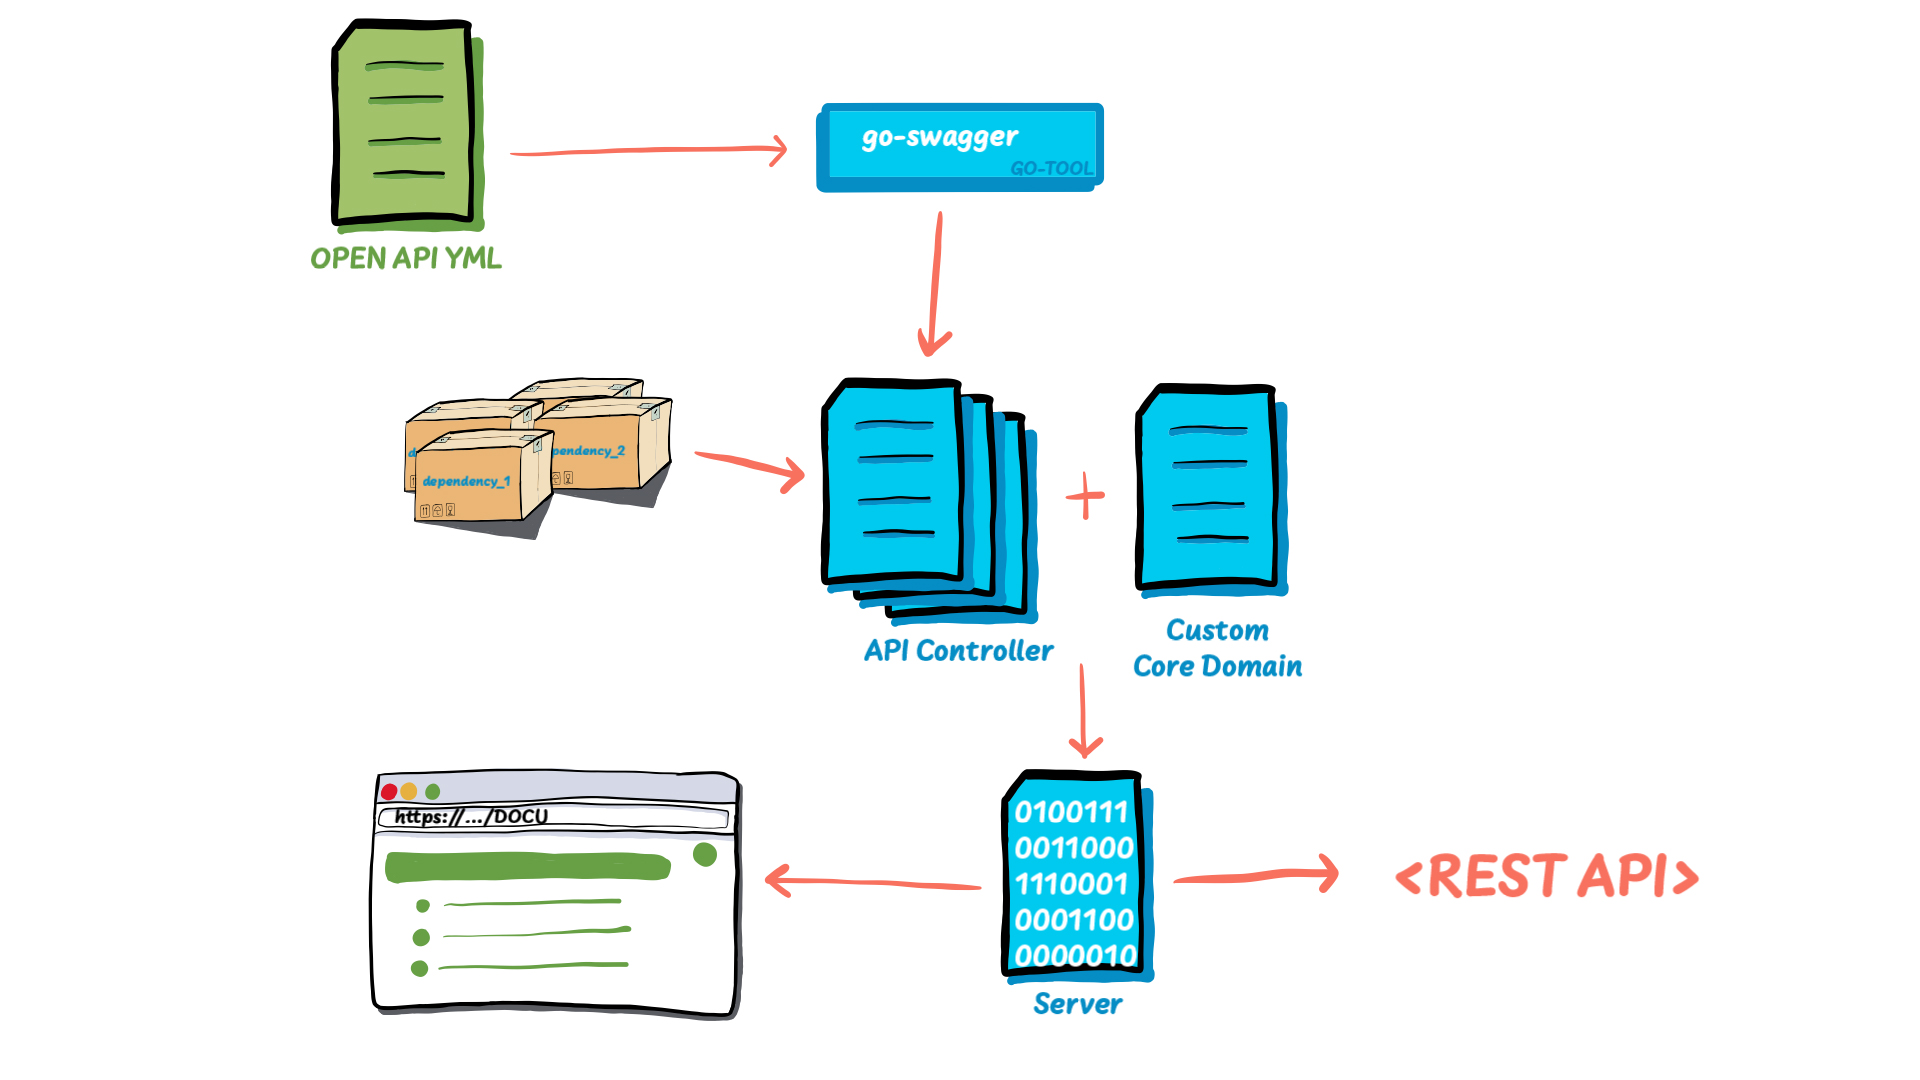 OPEN API YML
go-swagger
GO-TOOL
dependency_1
pendency_2
d
API Controller
Custom
Core Domain
https://.../DOCU
0100111
0011000
1110001
0001100
0000010
Server
<REST API>